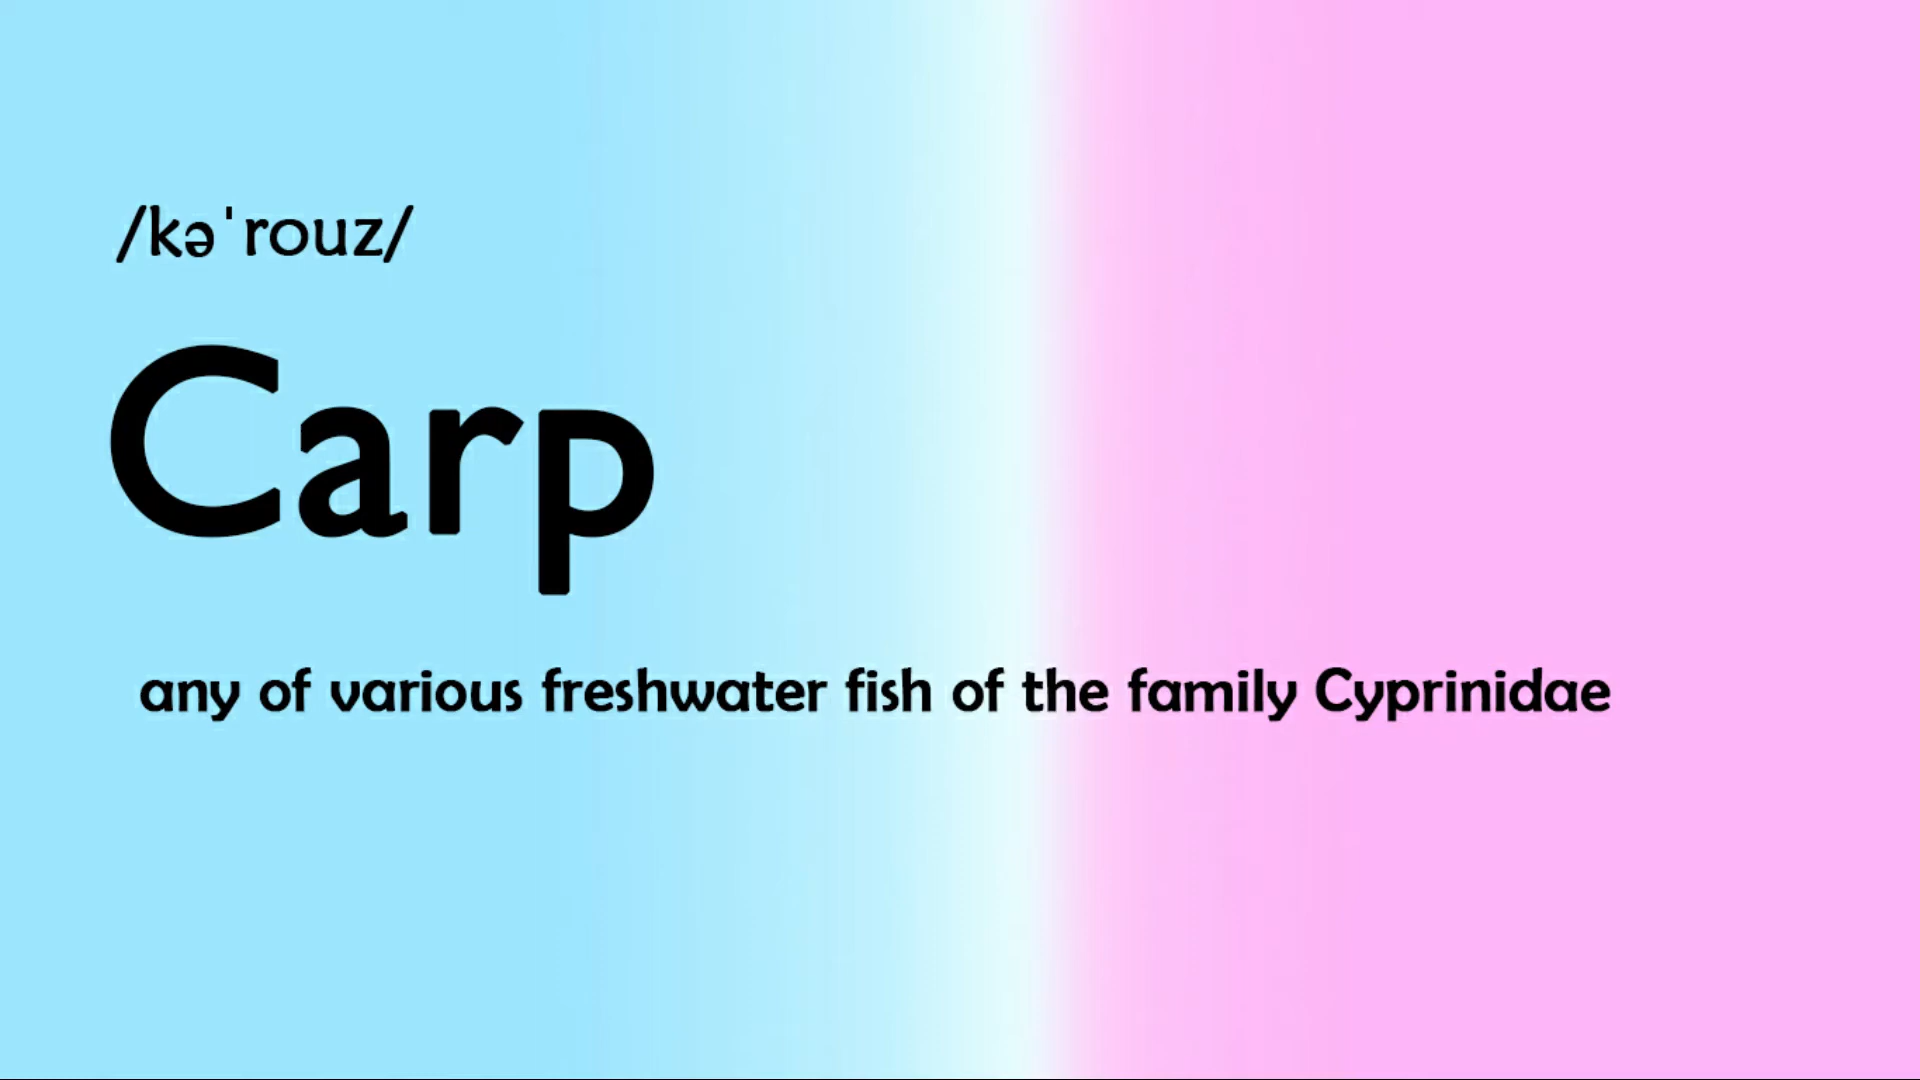 /kəˈrouz/
Carp
any of various freshwater fish of the family Cyprinidae